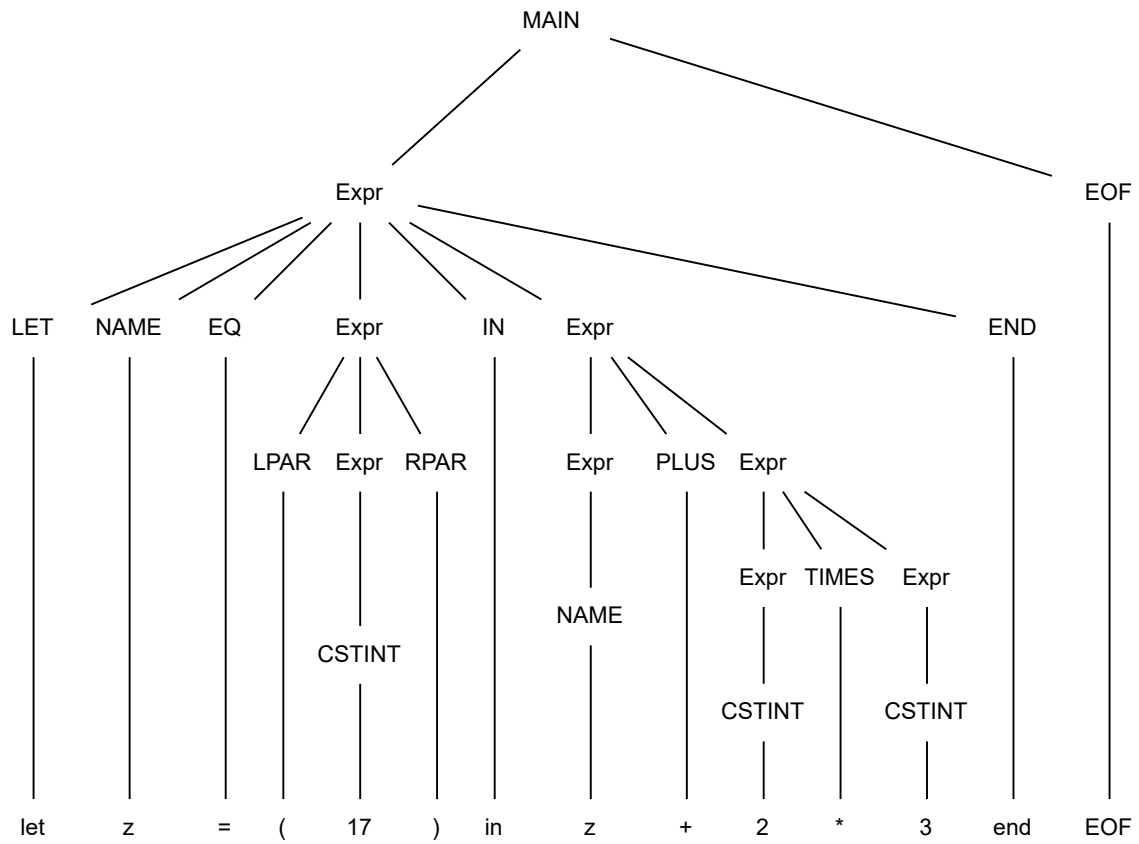 MAIN
Expr EOF
LET NAME EQ Expr IN Expr END
LPAR Expr RPAR Expr PLUS Expr
Expr TIMES Expr
NAME
CSTINT
CSTINT CSTINT
let z = ( 17 ) in z + 2 * 3 end EOF